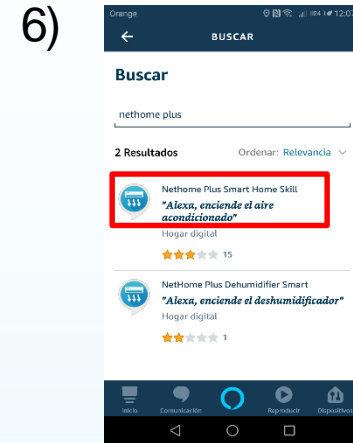 6)
Orange 12:07
BUSCAR
Buscar
nethome plus
2 Resultados Ordenar: Relevancia
Nethome Plus Smart Home Skill
"Alexa, enciende el aire
acondicionado"
Hogar digital
15
NetHome Plus Dehumidifier Smart
"Alexa, enciende el deshumidificador"
Hogar digital
1
Inicio Comunicación Reproducir Dispositivos